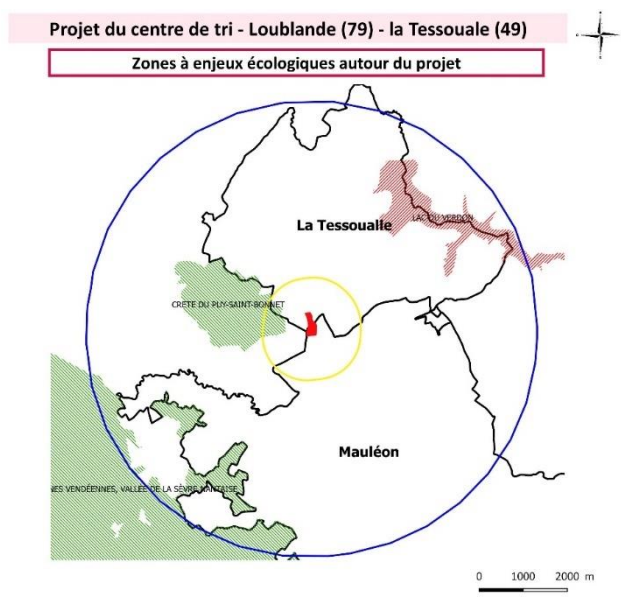 Projet du centre de tri - Loublande (79) - la Tessouale (49)
Zones à enjeux écologiques autour du projet
LAC DU VERDON
La Tessoualle
CRETE DU PUY-SAINT-BONNET
Mauléon
NES VENDÉENNES, VALLÉE DE LA SÈVRE NANTAISE,
0 1000 2000 m